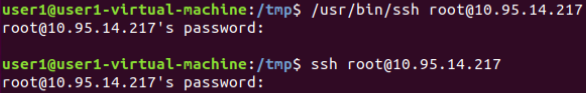 user1@user1-virtual-machine:/tmp$ /usr/bin/ssh root@10.95.14.217
root@10.95.14.217's password:
user1@user1-virtual-machine:/tmp$ ssh root@10.95.14.217
root@10.95.14.217's password: